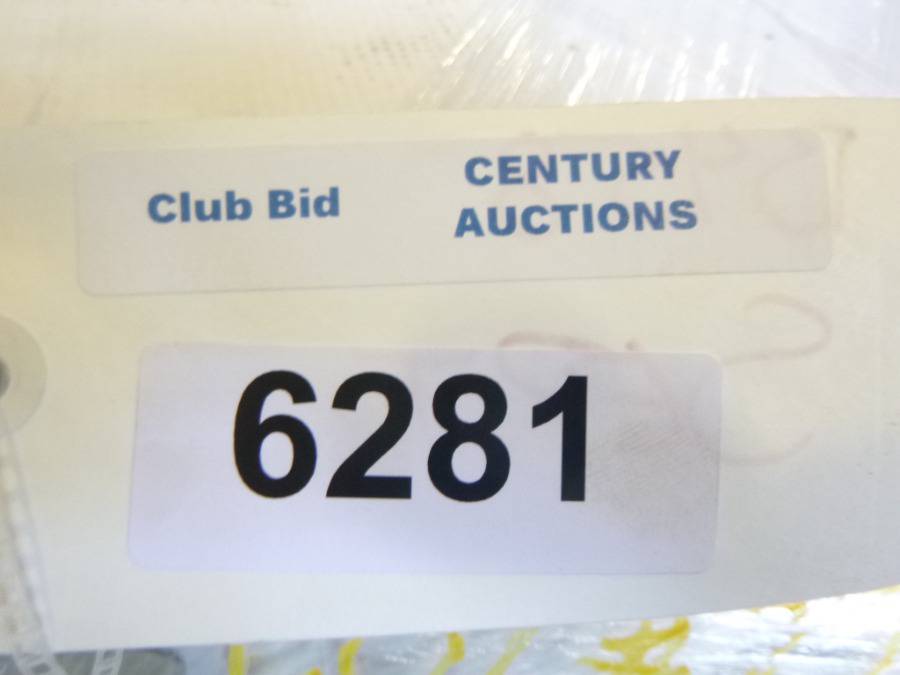 Club Bid
CENTURY
AUCTIONS
6281